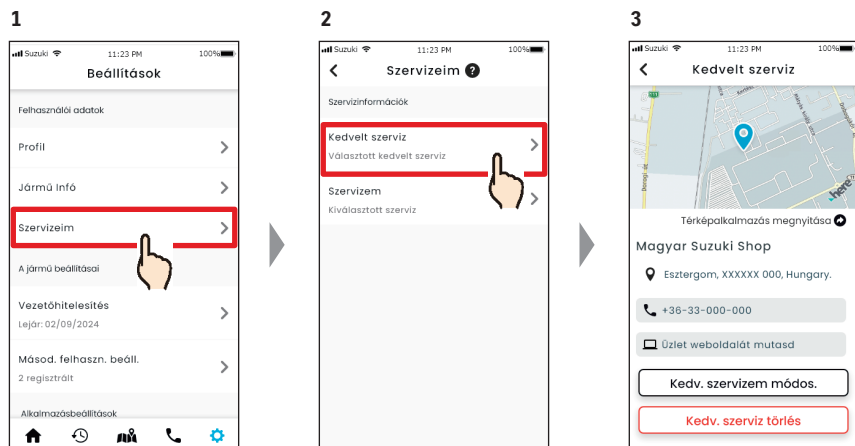 1
Suzuki 11:23 PM 100%
Beállítások
Felhasználói adatok
Profil
Jármű Infó
Szervizeim
A jármű beállításai
Vezetőhitelesítés
Lejár: 02/09/2024
Másod. felhaszn. beáll.
2 regisztrált
Alkalmazásbeállítások
2
Suzuki 11:23 PM 100%
Szervizeim ?
Szervizinformációk
Kedvelt szerviz
Választott kedvelt szerviz
Szervizem
Kiválasztott szerviz
3
Suzuki 11:23 PM 100%
Kedvelt szerviz
Dorogi út
here
Térképalkalmazás megnyitása
Magyar Suzuki Shop
Esztergom, XXXXXX 000, Hungary.
+36-33-000-000
Üzlet weboldalát mutasd
Kedv. szervizem módos.
Kedv. szerviz törlés